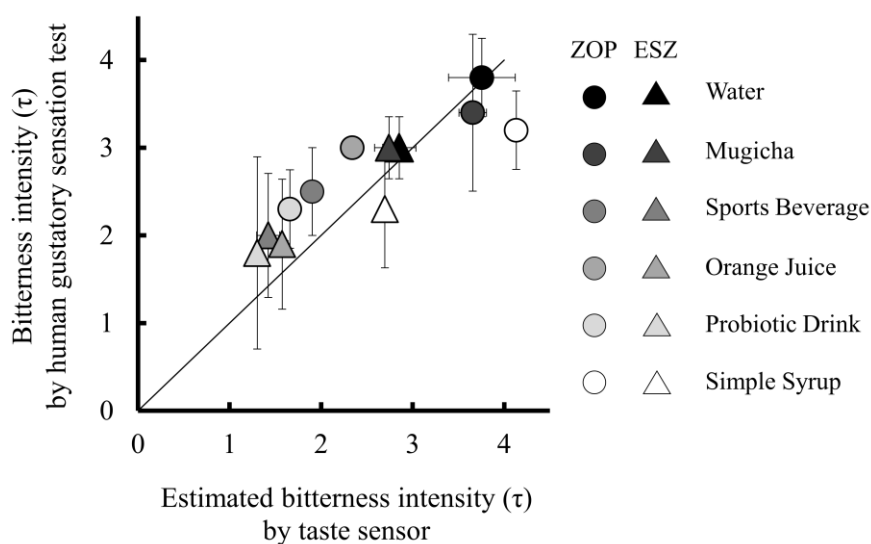 Bitterness intensity (τ)
by human gustatory sensation test
4
3
2
1
0
0 1 2 3 4
Estimated bitterness intensity (τ)
by taste sensor
ZOP ESZ
Water
Mugicha
Sports Beverage
Orange Juice
Probiotic Drink
Simple Syrup